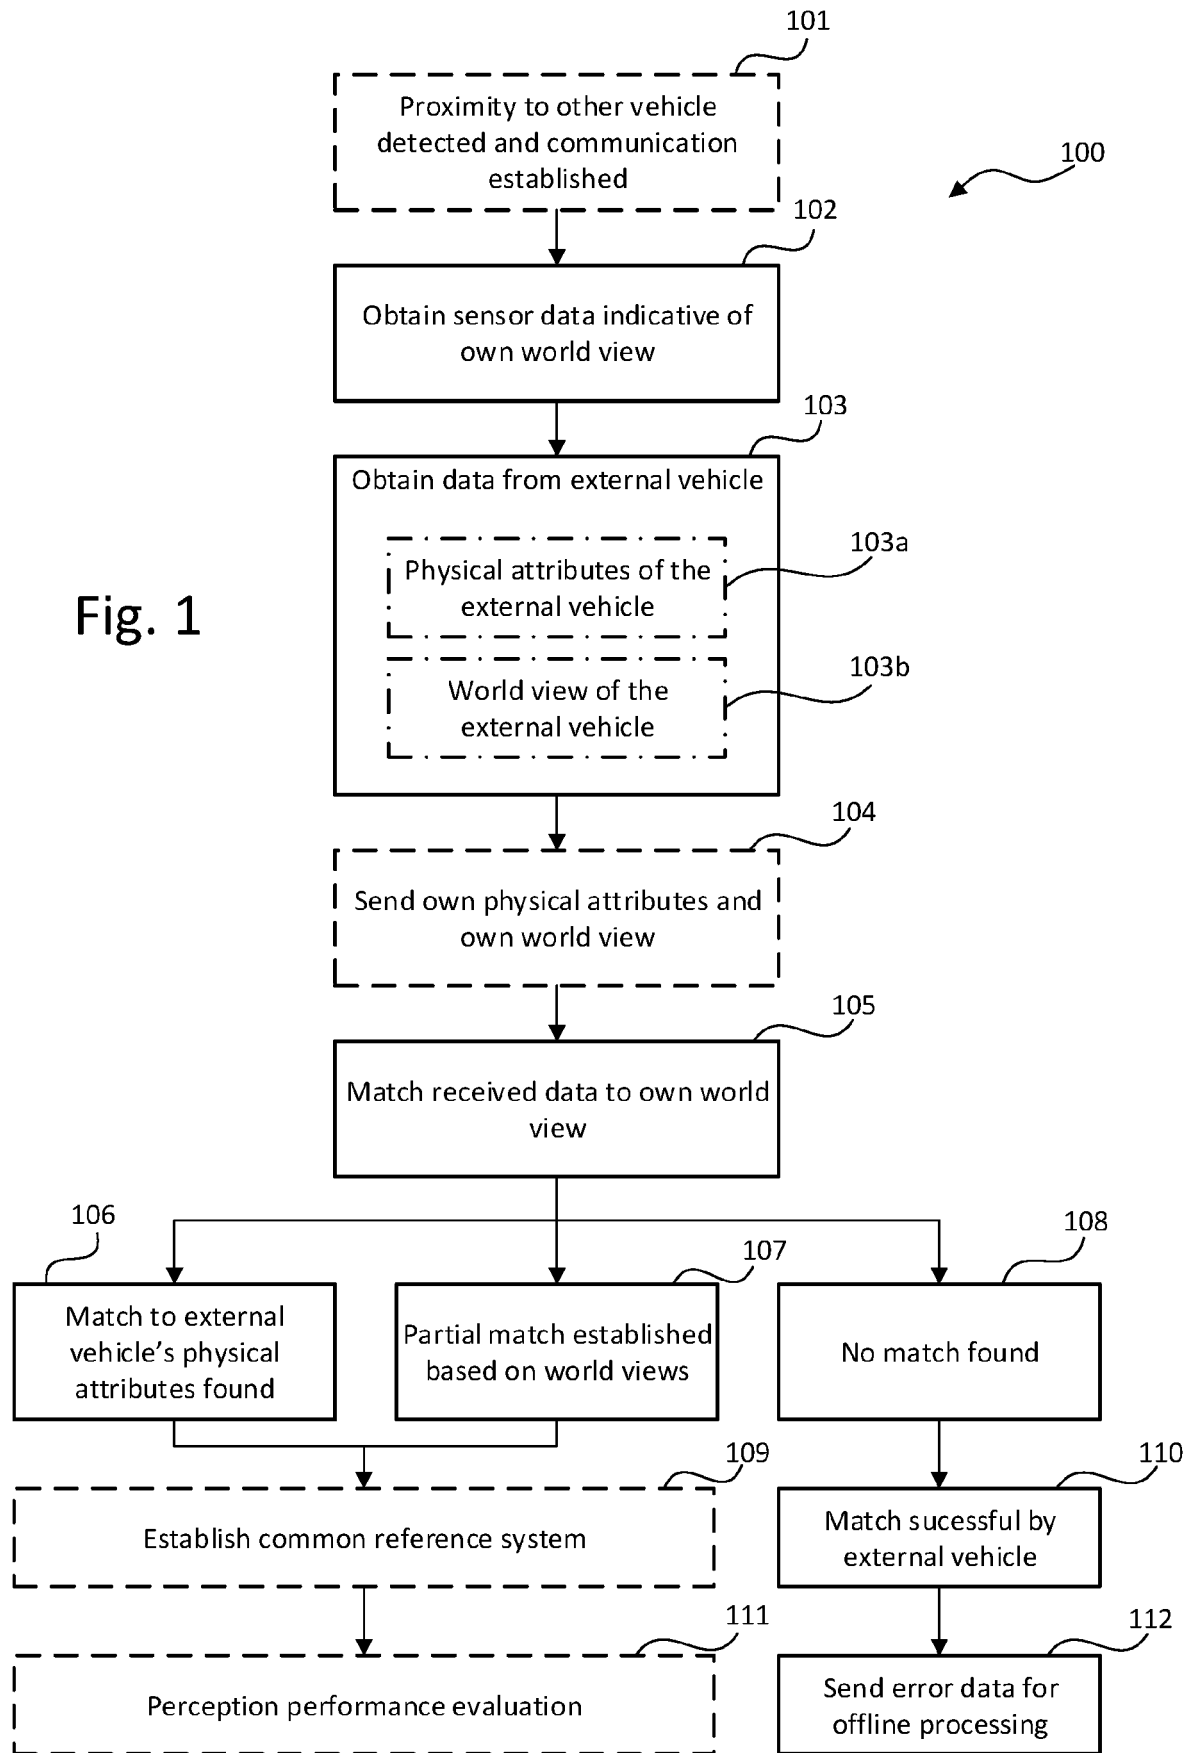 101
Proximity to other vehicle
detected and communication
established
100
102
Obtain sensor data indicative of
own world view
103
Obtain data from external vehicle
103a
Physical attributes of the
external vehicle
Fig. 1
103b
World view of the
external vehicle
104
Send own physical attributes and
own world view
105
Match received data to own world
view
106
Match to external
vehicle's physical
attributes found
107
Partial match established
based on world views
108
No match found
109
Establish common reference system
110
Match sucessful by
external vehicle
111
Perception performance evaluation
112
Send error data for
offline processing